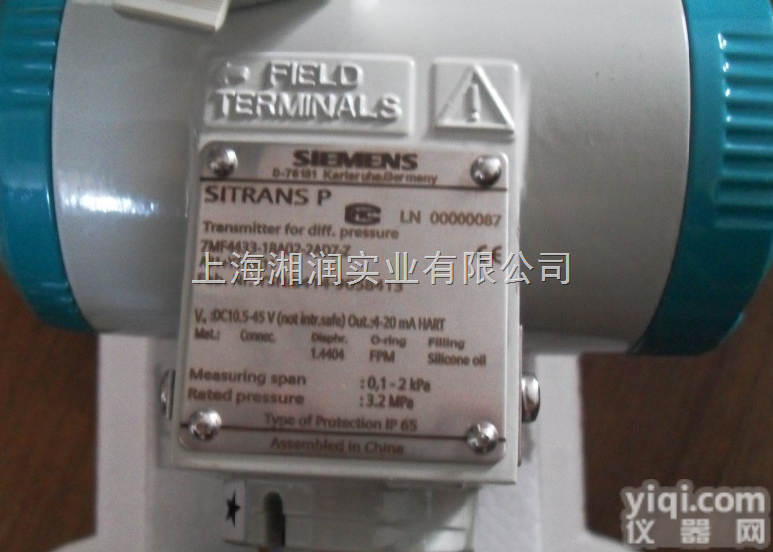 FIELD
TERMINALS
SIEMENS
D-76181 Karlsruhe,Germany
SITRANS P
LN 00000087
Transmitter for diff. pressure
CE
上海湘润实业有限公司
Vₕ :DC10.5-45 V (not intr.safe) Out.:4-20 mA HART
Mat.: Connec. Diaphr. O-ring Filling
1.4404 FPM Silicone oil
Measuring span : 0,1 - 2 kPa
Rated pressure : 3.2 MPa
Type of Protection IP 65
Assembled in China
yiqi.com
仪器网